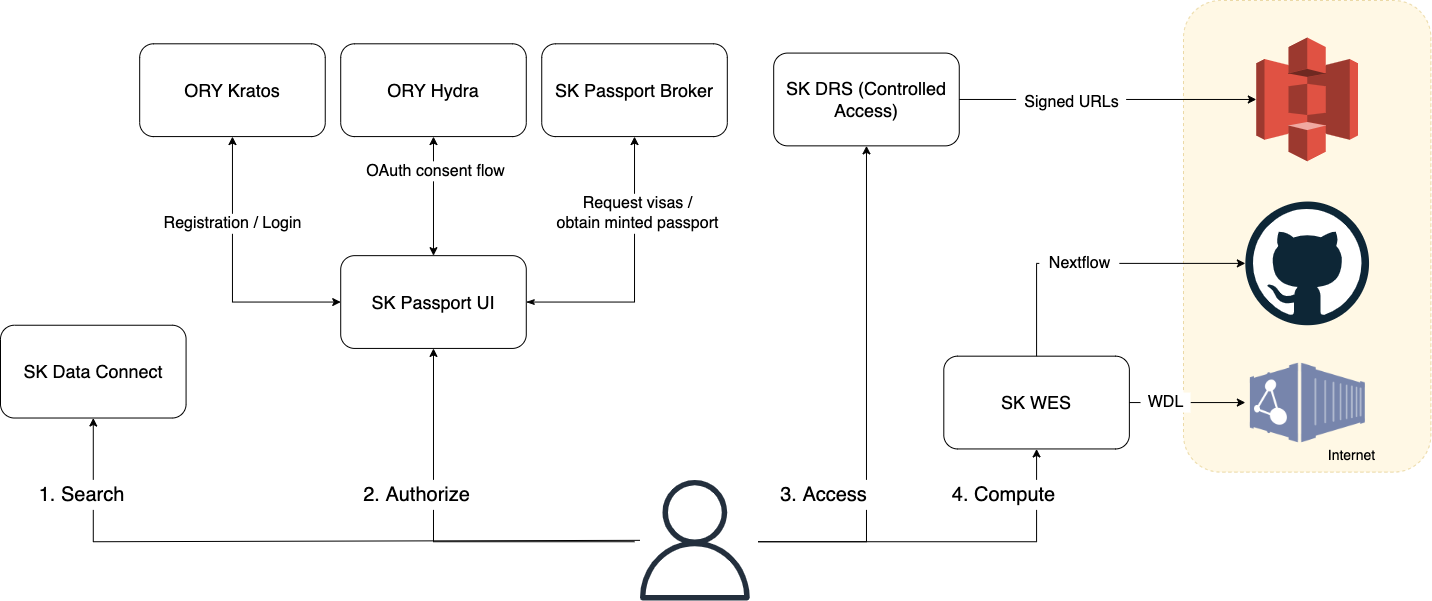 ORY Kratos
ORY Hydra
SK Passport Broker
SK DRS (Controlled
Access)
Signed URLs
OAuth consent flow
Registration / Login
Request visas /
obtain minted passport
Nextflow
SK Passport UI
SK Data Connect
SK WES
WDL
Internet
1. Search
2. Authorize
3. Access
4. Compute